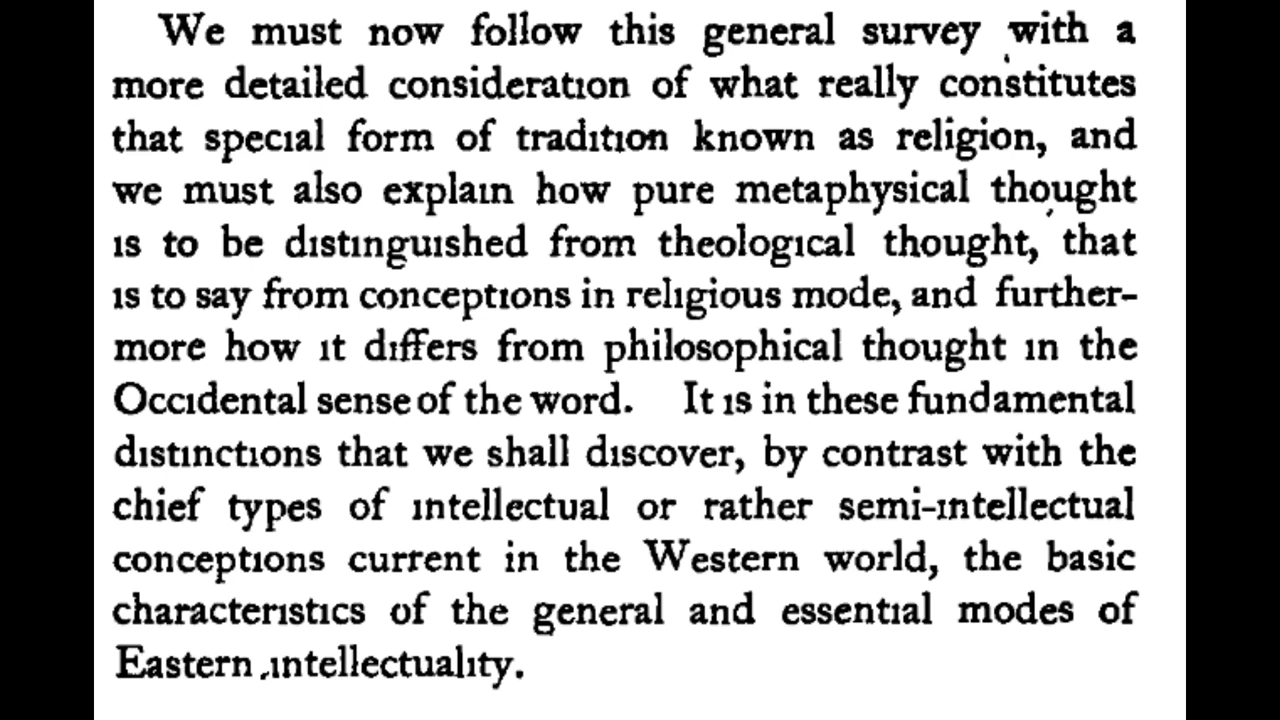 We must now follow this general survey with a
more detailed consideration of what really constitutes
that special form of tradition known as religion, and
we must also explain how pure metaphysical thought
is to be distinguished from theological thought, that
is to say from conceptions in religious mode, and further-
more how it differs from philosophical thought in the
Occidental sense of the word. It is in these fundamental
distinctions that we shall discover, by contrast with the
chief types of intellectual or rather semi-intellectual
conceptions current in the Western world, the basic
characteristics of the general and essential modes of
Eastern intellectuality.